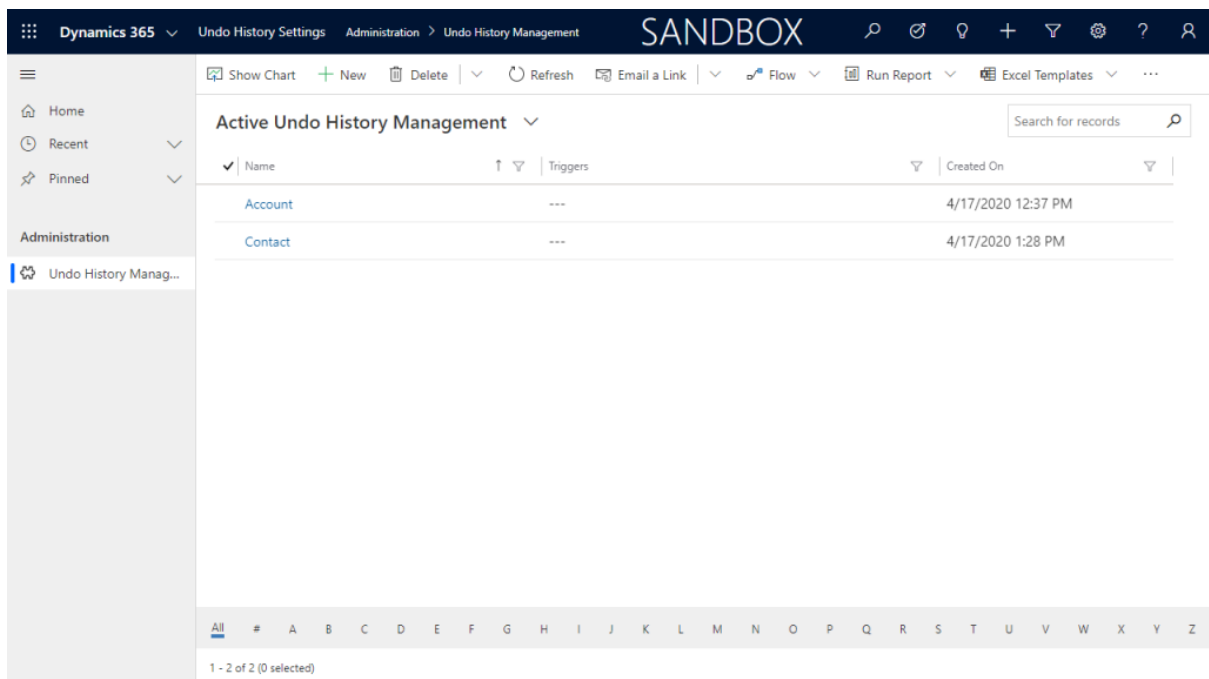 Dynamics 365 Undo History Settings Administration > Undo History Management SANDBOX ?
Show Chart New Delete Refresh Email a Link Flow Run Report Excel Templates ...
Home
Recent
Pinned
Administration
Undo History Manag...
Active Undo History Management
Search for records
Name Triggers Created On
Account --- 4/17/2020 12:37 PM
Contact --- 4/17/2020 1:28 PM
All # A B C D E F G H I J K L M N O P Q R S T U V W X Y Z
1 - 2 of 2 (0 selected)